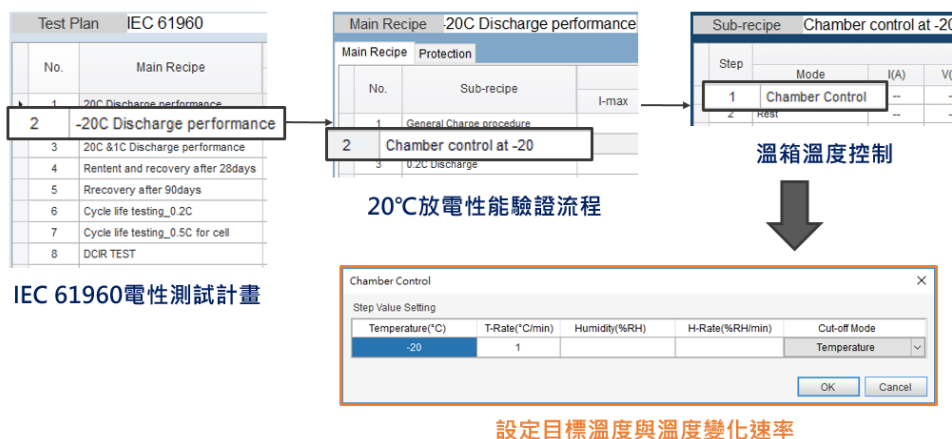 Test Plan IEC 61960
No. Main Recipe
1 20C Discharge performance
2 -20C Discharge performance
3 20C &1C Discharge performance
4 Rentent and recovery after 28days
5 Rrecovery after 90days
6 Cycle life testing_0.2C
7 Cycle life testing_0.5C for cell
8 DCIR TEST
IEC 61960電性測試計畫
Main Recipe -20C Discharge performance
Main Recipe Protection
No. Sub-recipe
I-max
1 General Charge procedure
2 Chamber control at -20
3 0.2C Discharge
20℃放電性能驗證流程
Sub-recipe Chamber control at -20
Step
Mode I(A) V(
1 Chamber Control -- --
2 Rest -- --
溫箱溫度控制
Chamber Control
Step Value Setting
Temperature(°C) T-Rate(°C/min) Humidity(%RH) H-Rate(%RH/min) Cut-off Mode
-20 1 Temperature
OK Cancel
設定目標溫度與溫度變化速率